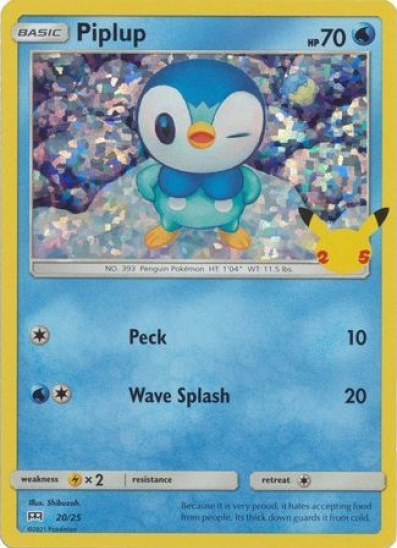 BASIC Piplup HP 70
NO. 393 Penguin Pokémon HT: 1'04" WT: 11.5 lbs.
25
Peck 10
Wave Splash 20
weakness × 2 resistance retreat
Illus. Shibuzoh.
20/25
©2021 Pokémon
Because it is very proud, it hates accepting food
from people. Its thick down guards it from cold.